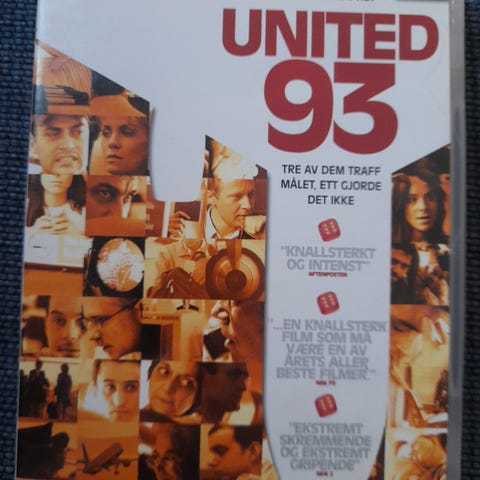 UNITED
93
TRE AV DEM TRAFF
MÅLET, ETT GJORDE
DET IKKE
"KNALLSTERKT
OG INTENST"
AFTENPOSTEN
"...EN KNALLSTERK
FILM SOM MÅ
VÆRE EN AV
ÅRETS ALLER
BESTE FILMER."
"EKSTREMT
SKREMMENDE
OG EKSTREMT
GRIPENDE"